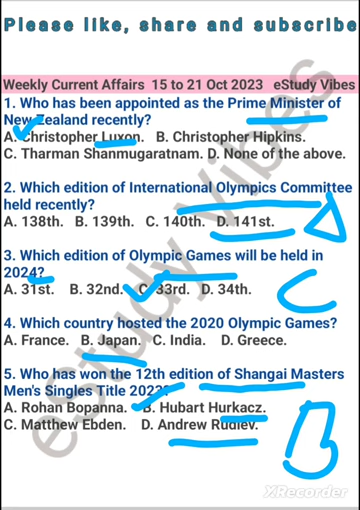 Please like, share and subscribe
Weekly Current Affairs 15 to 21 Oct 2023 eStudy Vibes
1. Who has been appointed as the Prime Minister of
New Zealand recently?
A. Christopher Luxon. B. Christopher Hipkins.
C. Tharman Shanmugaratnam. D. None of the above.
2. Which edition of International Olympics Committee
held recently?
A. 138th. B. 139th. C. 140th. D. 141st.
3. Which edition of Olympic Games will be held in
2024?
A. 31st. B. 32nd. C. 33rd. D. 34th.
4. Which country hosted the 2020 Olympic Games?
A. France. B. Japan. C. India. D. Greece.
5. Who has won the 12th edition of Shangai Masters
Men's Singles Title 2023?
A. Rohan Bopanna. B. Hubart Hurkacz.
C. Matthew Ebden. D. Andrew Rudlev.
eStudy Vibes
D
C
B
XRecorder